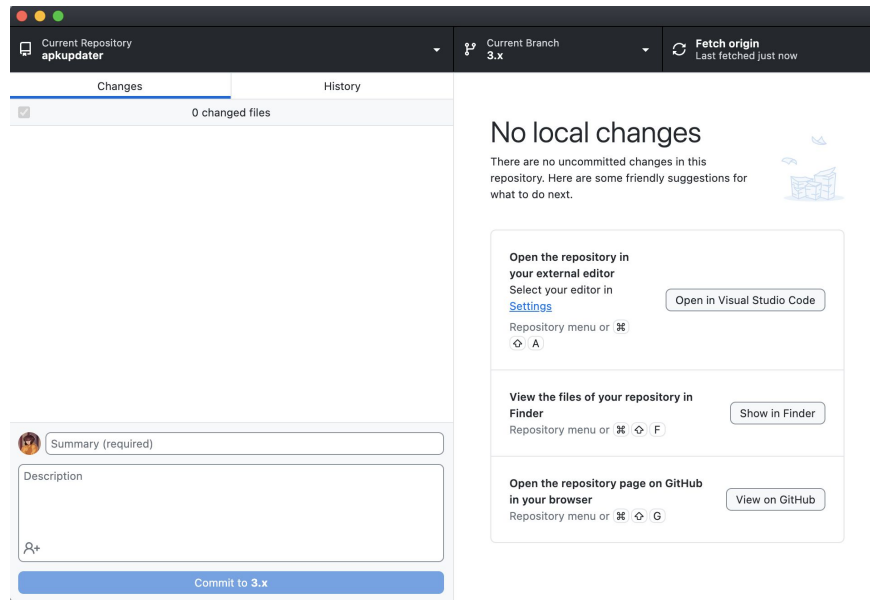 Current Repository
apkupdater
Current Branch
3.x
Fetch origin
Last fetched just now
Changes
History
0 changed files
No local changes
There are no uncommitted changes in this
repository. Here are some friendly suggestions for
what to do next.
Open the repository in
your external editor
Select your editor in
Settings
Repository menu or ⌘
⇧ A
Open in Visual Studio Code
View the files of your repository in
Finder
Repository menu or ⌘ ⇧ F
Show in Finder
Open the repository page on GitHub
in your browser
Repository menu or ⌘ ⇧ G
View on GitHub
Summary (required)
Description
Commit to 3.x